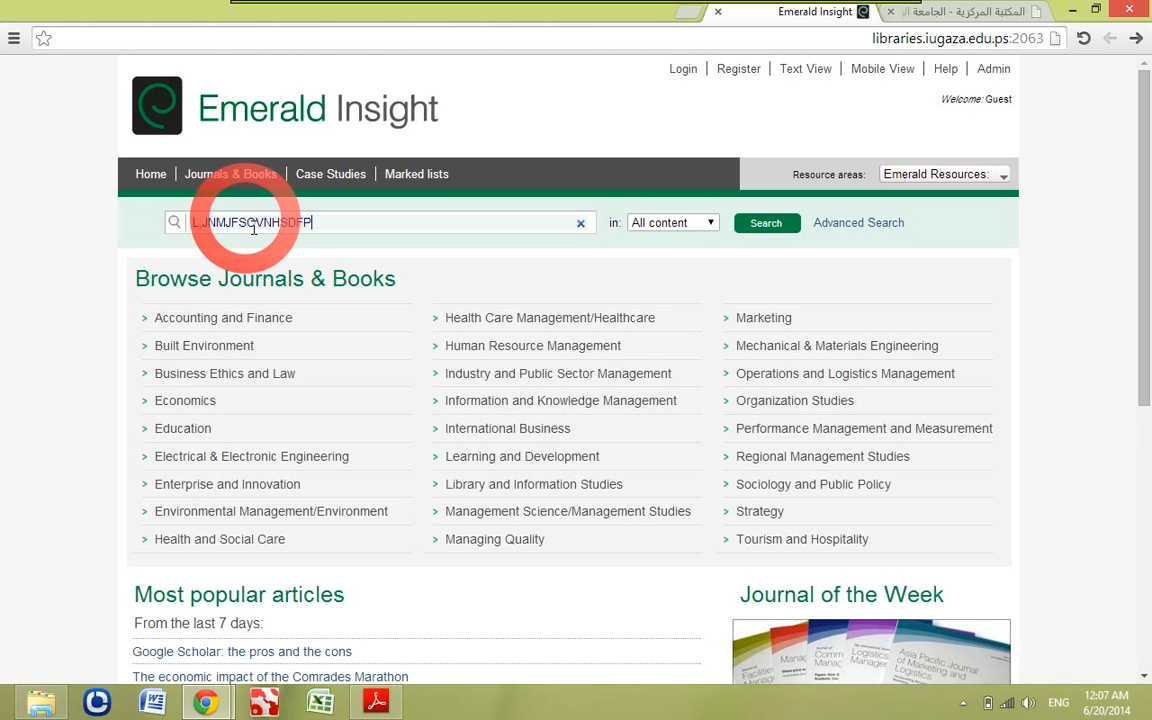 Emerald Insight
المكتبة المركزية - الجامعة الإ
libraries.iugaza.edu.ps:2063
Login | Register | Text View | Mobile View | Help | Admin
Emerald Insight
Welcome: Guest
Home | Journals & Books | Case Studies | Marked lists
Resource areas: Emerald Resources:
in: All content Search Advanced Search
Browse Journals & Books
Accounting and Finance
Built Environment
Business Ethics and Law
Economics
Education
Electrical & Electronic Engineering
Enterprise and Innovation
Environmental Management/Environment
Health and Social Care
Health Care Management/Healthcare
Human Resource Management
Industry and Public Sector Management
Information and Knowledge Management
International Business
Learning and Development
Library and Information Studies
Management Science/Management Studies
Managing Quality
Marketing
Mechanical & Materials Engineering
Operations and Logistics Management
Organization Studies
Performance Management and Measurement
Regional Management Studies
Sociology and Public Policy
Strategy
Tourism and Hospitality
Most popular articles
From the last 7 days:
Google Scholar: the pros and the cons
The economic impact of the Comrades Marathon
Journal of the Week
Asia Pacific Journal
of Marketing and
ENG
12:07 AM
6/20/2014